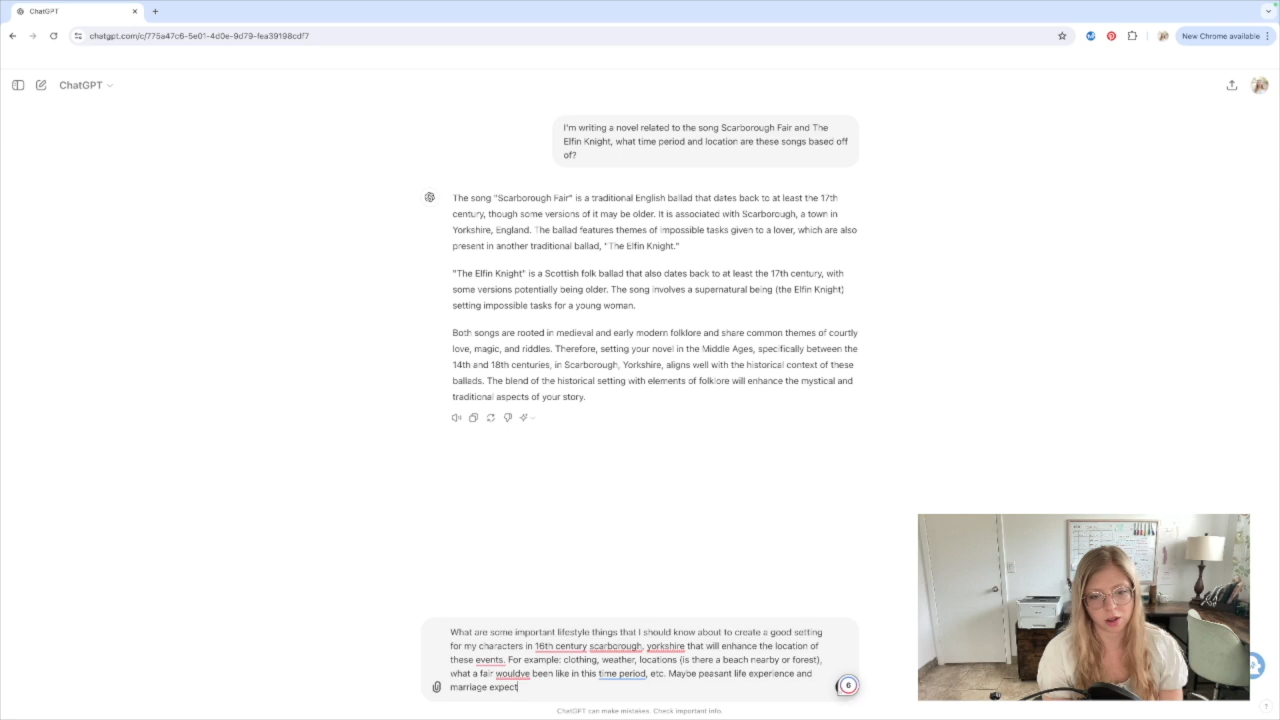 ChatGPT
chatgpt.com/c/775a47c6-5e01-4d0e-9d79-fea39198cdf7
New Chrome available
ChatGPT
I'm writing a novel related to the song Scarborough Fair and The
Elfin Knight, what time period and location are these songs based off
of?
The song "Scarborough Fair" is a traditional English ballad that dates back to at least the 17th
century, though some versions of it may be older. It is associated with Scarborough, a town in
Yorkshire, England. The ballad features themes of impossible tasks given to a lover, which are also
present in another traditional ballad, "The Elfin Knight."
"The Elfin Knight" is a Scottish folk ballad that also dates back to at least the 17th century, with
some versions potentially being older. The song involves a supernatural being (the Elfin Knight)
setting impossible tasks for a young woman.
Both songs are rooted in medieval and early modern folklore and share common themes of courtly
love, magic, and riddles. Therefore, setting your novel in the Middle Ages, specifically between the
14th and 18th centuries, in Scarborough, Yorkshire, aligns well with the historical context of these
ballads. The blend of the historical setting with elements of folklore will enhance the mystical and
traditional aspects of your story.
What are some important lifestyle things that I should know about to create a good setting
for my characters in 16th century scarborough, yorkshire that will enhance the location of
these events. For example: clothing, weather, locations (is there a beach nearby or forest),
what a fair wouldve been like in this time period, etc. Maybe peasant life experience and
marriage expect
6
ChatGPT can make mistakes. Check important info.
?